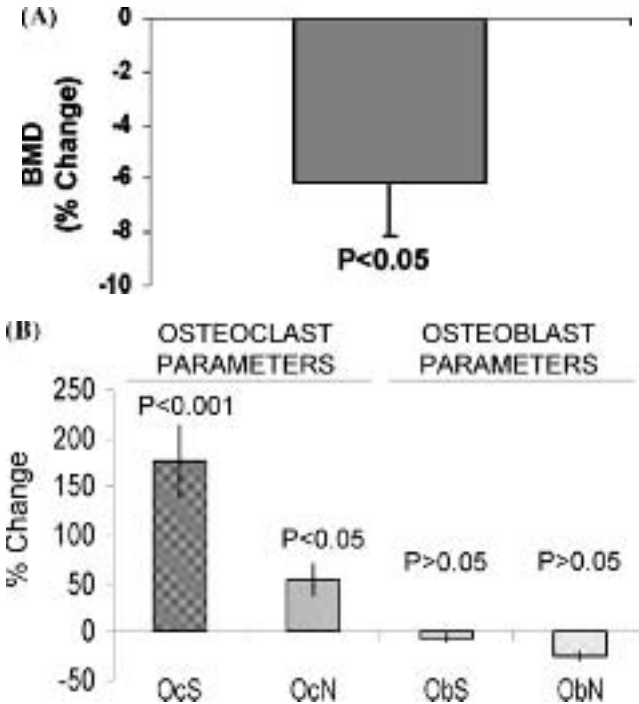 (A)
BMD
(% Change)
0
-2
-4
-6
-8
-10
P<0.05
(B)
OSTEOCLAST
PARAMETERS
OSTEOBLAST
PARAMETERS
% Change
250
200
150
100
50
0
-50
P<0.001
P<0.05
P>0.05
P>0.05
OcS
OcN
ObS
ObN